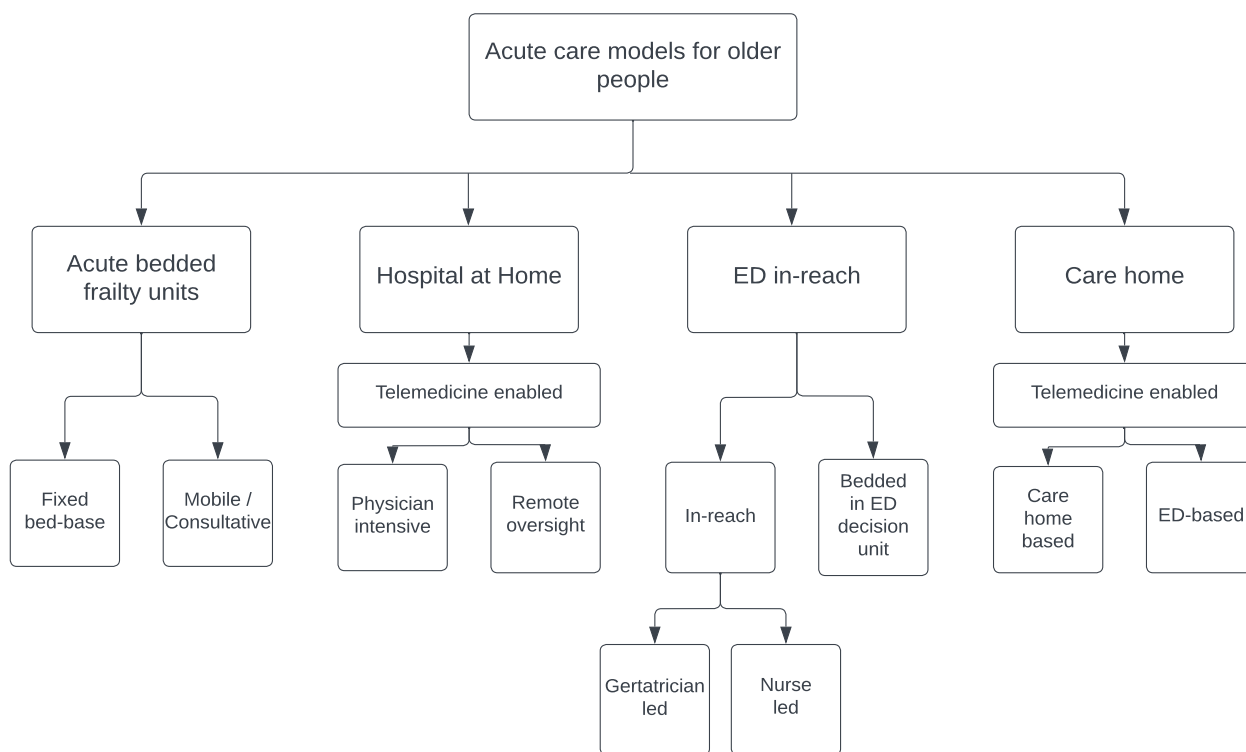 Acute care models for older
people
Acute bedded
frailty units
Hospital at Home
ED in-reach
Care home
Telemedicine enabled
Telemedicine enabled
Fixed
bed-base
Mobile /
Consultative
Physician
intensive
Remote
oversight
In-reach
Bedded
in ED
decision
unit
Care
home
based
ED-based
Gertatrician
led
Nurse
led